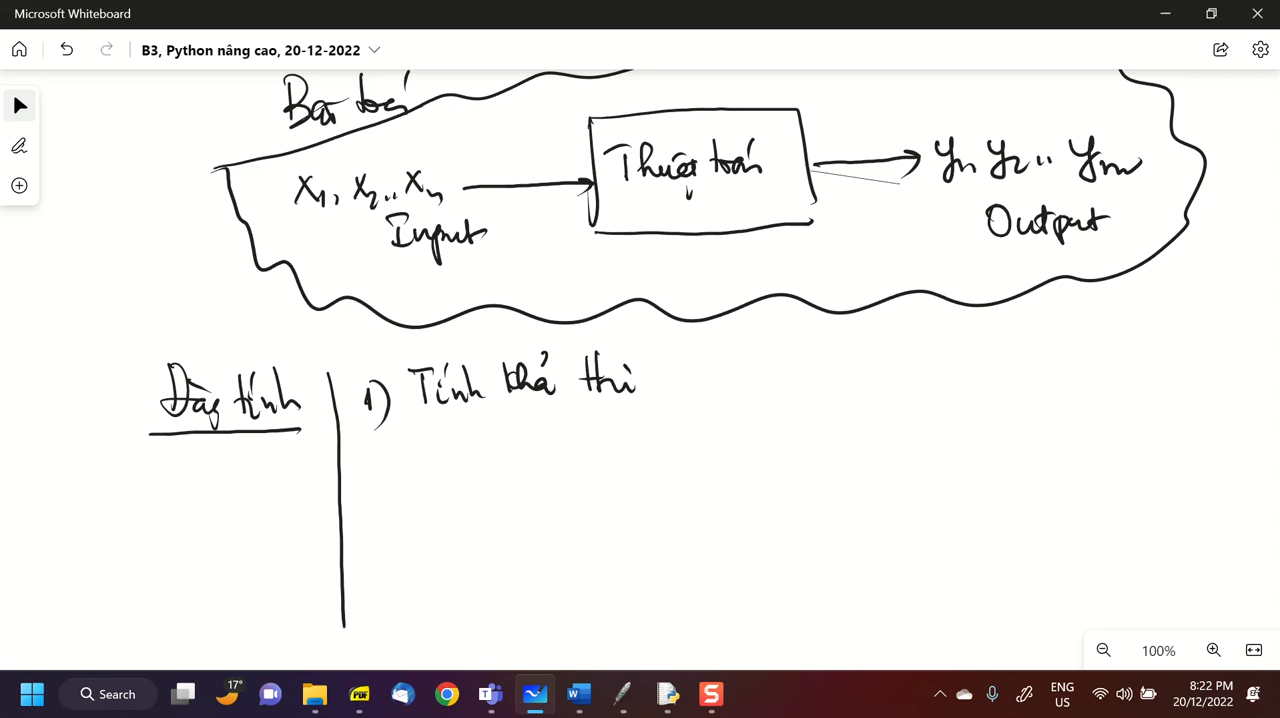 Microsoft Whiteboard
B3, Python nâng cao, 20-12-2022
Bài toán
x1, x2.. xn
Input
Thuật toán
y1, y2.. ym
Output
Đặc tính
1) Tính khả thi
100%
17°
Search
ENG
US
8:22 PM
20/12/2022